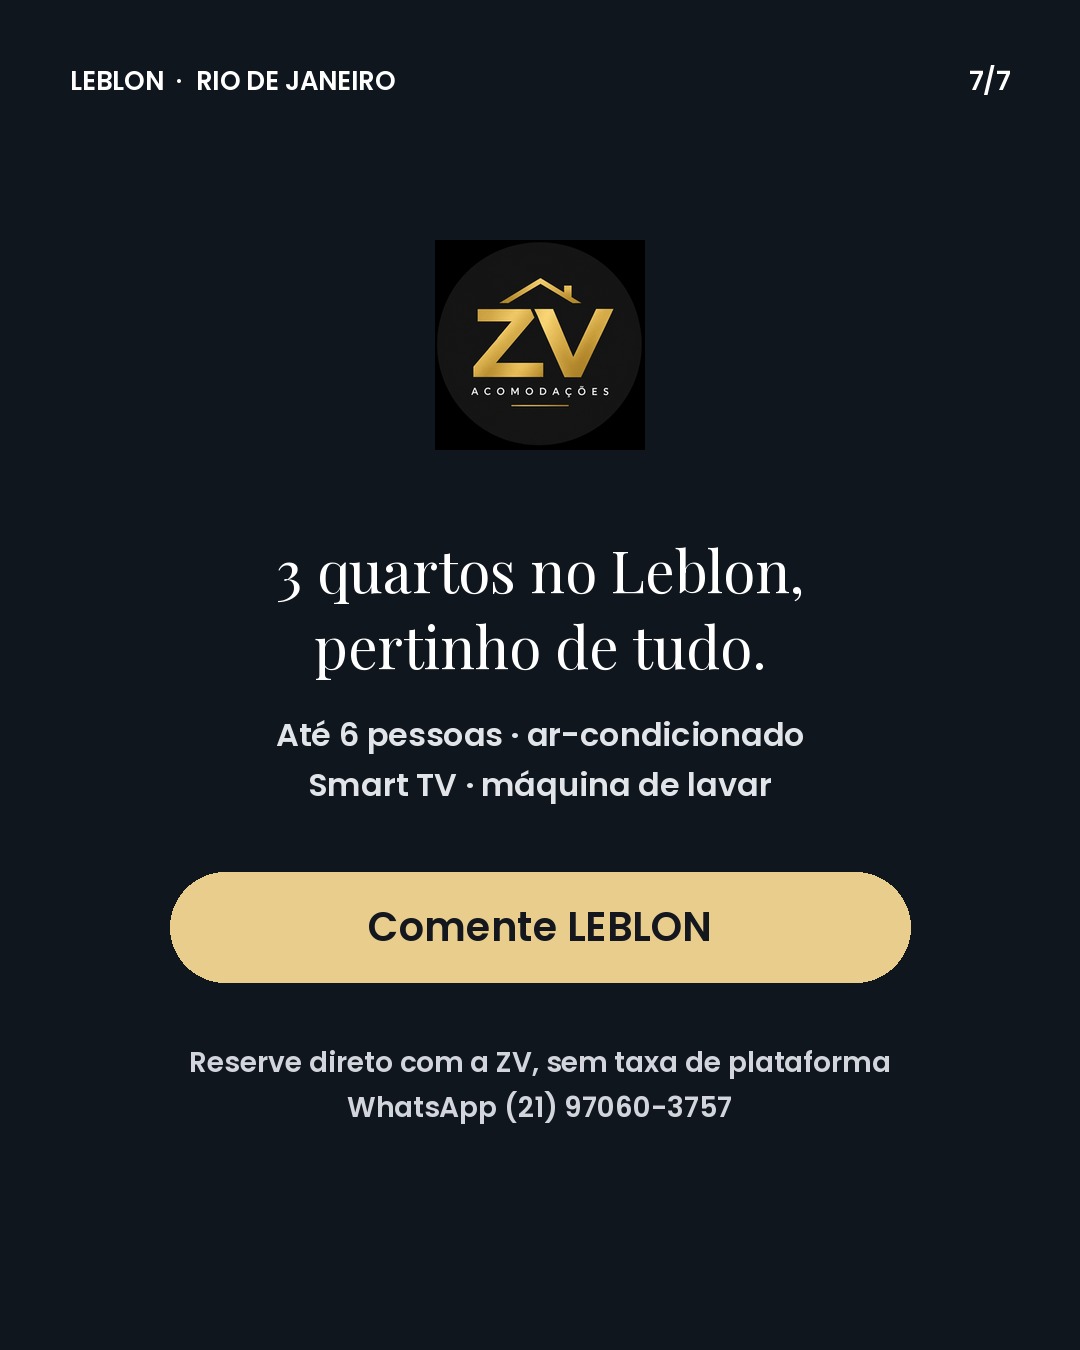 LEBLON · RIO DE JANEIRO
7/7
ZV
ACOMODAÇÕES
3 quartos no Leblon,
pertinho de tudo.
Até 6 pessoas · ar-condicionado
Smart TV · máquina de lavar
Comente LEBLON
Reserve direto com a ZV, sem taxa de plataforma
WhatsApp (21) 97060-3757